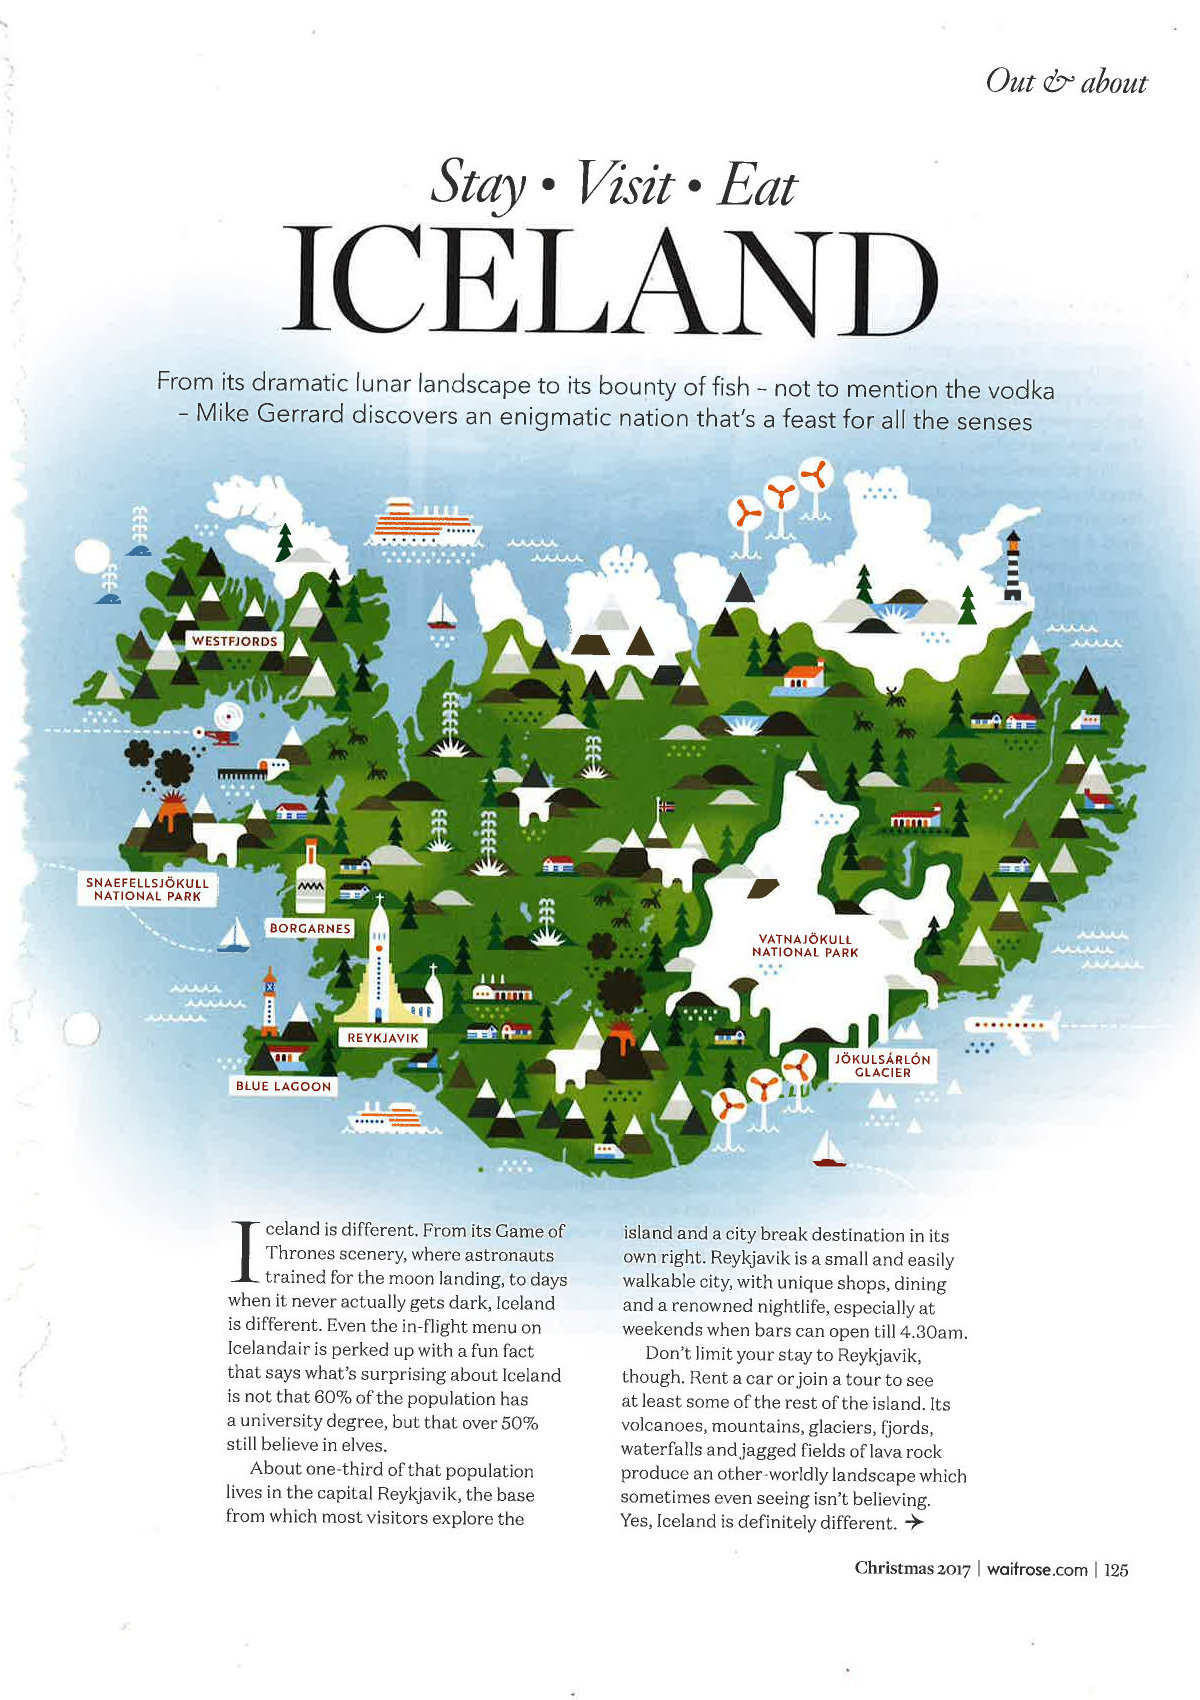 Out & about
Stay • Visit • Eat
ICELAND
From its dramatic lunar landscape to its bounty of fish – not to mention the vodka
– Mike Gerrard discovers an enigmatic nation that's a feast for all the senses
WESTFJORDS
SNAEFELLSJÖKULL
NATIONAL PARK
BORGARNES
VATNAJÖKULL
NATIONAL PARK
REYKJAVIK
JÖKULSÁRLÓN
GLACIER
BLUE LAGOON
Iceland is different. From its Game of
Thrones scenery, where astronauts
trained for the moon landing, to days
when it never actually gets dark, Iceland
is different. Even the in-flight menu on
Icelandair is perked up with a fun fact
that says what's surprising about Iceland
is not that 60% of the population has
a university degree, but that over 50%
still believe in elves.
About one-third of that population
lives in the capital Reykjavik, the base
from which most visitors explore the
island and a city break destination in its
own right. Reykjavik is a small and easily
walkable city, with unique shops, dining
and a renowned nightlife, especially at
weekends when bars can open till 4.30am.
Don't limit your stay to Reykjavik,
though. Rent a car or join a tour to see
at least some of the rest of the island. Its
volcanoes, mountains, glaciers, fjords,
waterfalls and jagged fields of lava rock
produce an other-worldly landscape which
sometimes even seeing isn't believing.
Yes, Iceland is definitely different. →
Christmas 2017 | waitrose.com | 125